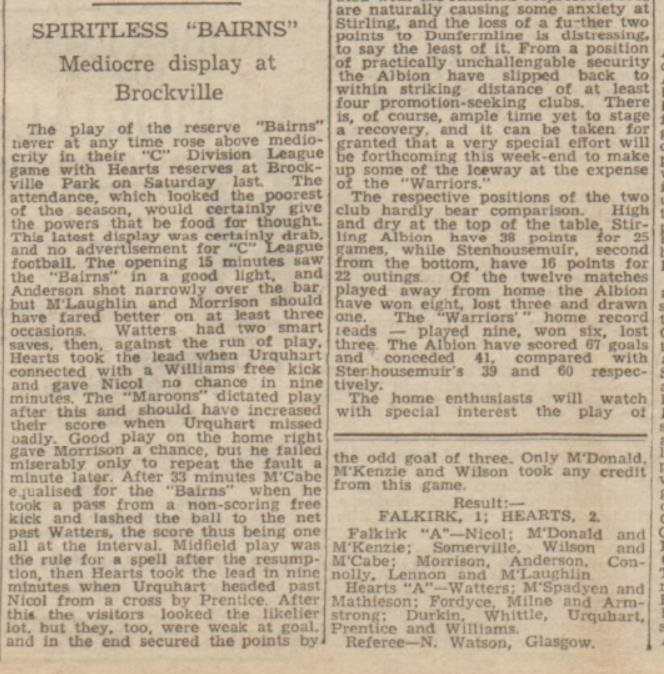 SPIRITLESS "BAIRNS"
Mediocre display at
Brockville
The play of the reserve "Bairns"
never at any time rose above medio-
crity in their "C" Division League
game with Hearts reserves at Brock-
ville Park on Saturday last. The
attendance, which looked the poorest
of the season, would certainly give
the powers that be food for thought.
This latest display was certainly drab,
and no advertisement for "C" League
football. The opening 15 minutes saw
the "Bairns" in a good light, and
Anderson shot narrowly over the bar
but M'Laughlin and Morrison should
have fared better on at least three
occasions. Watters had two smart
saves, then, against the run of play,
Hearts took the lead when Urquhart
connected with a Williams free kick
and gave Nicol no chance in nine
minutes. The "Maroons" dictated play
after this and should have increased
their score when Urquhart missed
badly. Good play on the home right
gave Morrison a chance, but he failed
miserably only to repeat the fault a
minute later. After 33 minutes M'Cabe
equalised for the "Bairns" when he
took a pass from a non-scoring free
kick and lashed the ball to the net
past Watters, the score thus being one
all at the interval. Midfield play was
the rule for a spell after the resump-
tion, then Hearts took the lead in nine
minutes when Urquhart headed past
Nicol from a cross by Prentice. After
this the visitors looked the likelier
lot, but they, too, were weak at goal,
and in the end secured the points by
are naturally causing some anxiety at
Stirling, and the loss of a further two
points to Dunfermline is distressing,
to say the least of it. From a position
of practically unchallengable security
the Albion have slipped back to
within striking distance of at least
four promotion-seeking clubs. There
is, of course, ample time yet to stage
a recovery, and it can be taken for
granted that a very special effort will
be forthcoming this week-end to make
up some of the leeway at the expense
of the "Warriors."
The respective positions of the two
club hardly bear comparison. High
and dry at the top of the table, Stir-
ling Albion have 38 points for 25
games, while Stenhousemuir, second
from the bottom, have 16 points for
22 outings. Of the twelve matches
played away from home the Albion
have won eight, lost three and drawn
one. The "Warriors'" home record
reads — played nine, won six, lost
three. The Albion have scored 67 goals
and conceded 41, compared with
Stenhousemuir's 39 and 60 respec-
tively.
The home enthusiasts will watch
with special interest the play of
the odd goal of three. Only M'Donald,
M'Kenzie and Wilson took any credit
from this game.
Result:—
FALKIRK, 1; HEARTS, 2.
Falkirk "A"—Nicol; M'Donald and
M'Kenzie; Somerville, Wilson and
M'Cabe; Morrison, Anderson, Con-
nolly, Lennon and M'Laughlin
Hearts "A"—Watters; M'Spadyen and
Mathieson; Fordyce, Milne and Arm-
strong; Durkin, Whittle, Urquhart,
Prentice and Williams.
Referee—N. Watson, Glasgow.